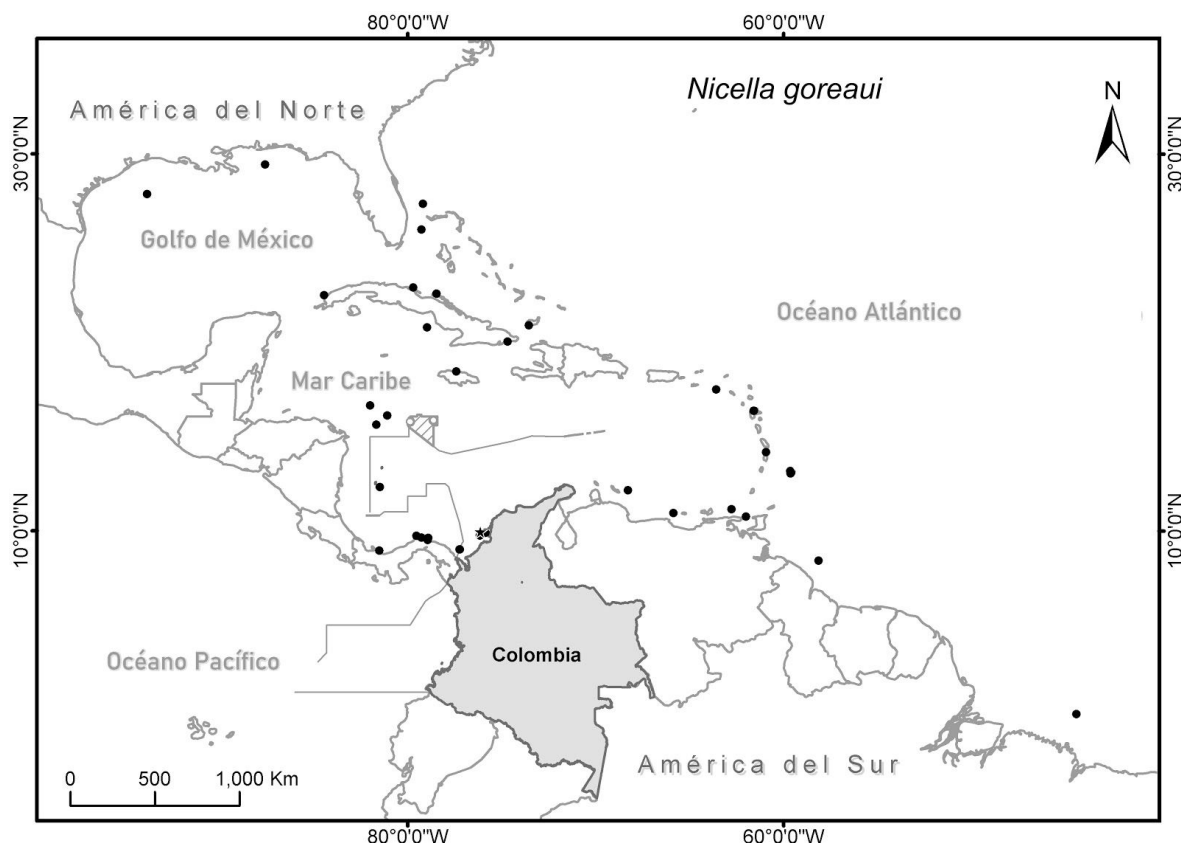 80°0'0"W 60°0'0"W
Nicella goreaui
N
América del Norte
30°0'0"N 30°0'0"N
Golfo de México
Océano Atlántico
Mar Caribe
10°0'0"N 10°0'0"N
Océano Pacífico
Colombia
América del Sur
0 500 1,000 Km
80°0'0"W 60°0'0"W